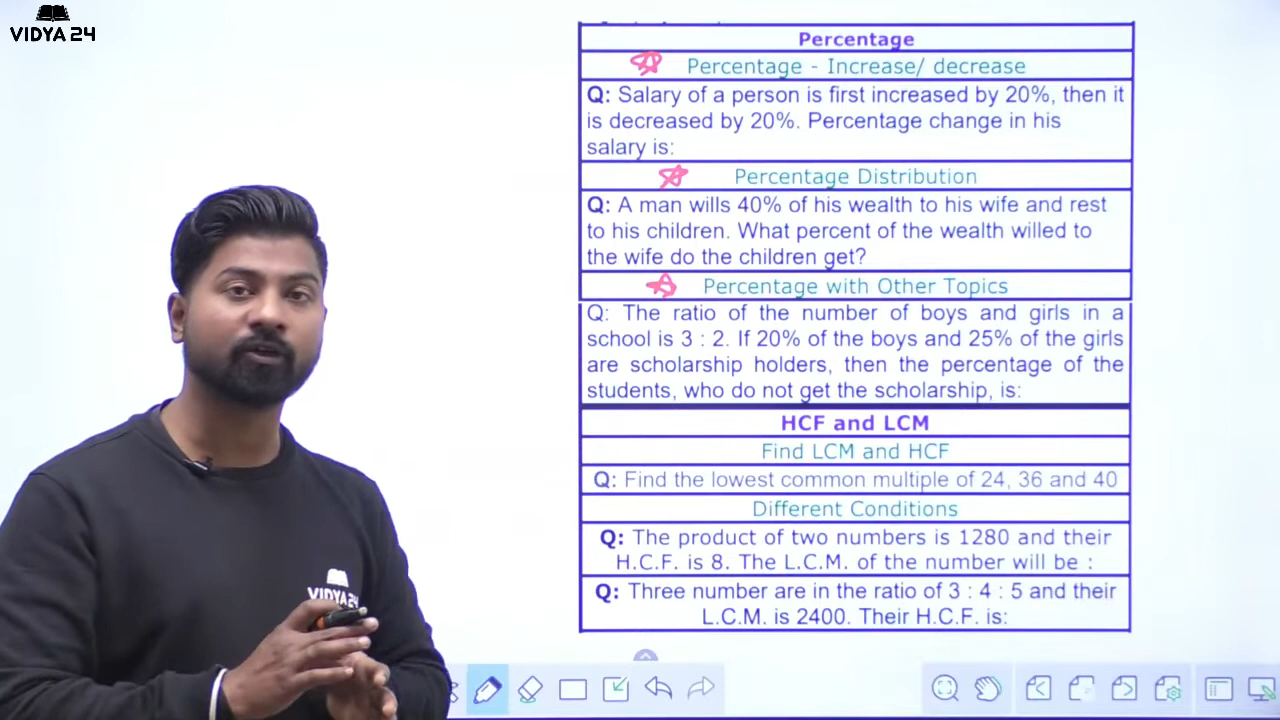 VIDYA 24
Percentage
Percentage - Increase/ decrease
Q: Salary of a person is first increased by 20%, then it
is decreased by 20%. Percentage change in his
salary is:
Percentage Distribution
Q: A man wills 40% of his wealth to his wife and rest
to his children. What percent of the wealth willed to
the wife do the children get?
Percentage with Other Topics
Q: The ratio of the number of boys and girls in a
school is 3 : 2. If 20% of the boys and 25% of the girls
are scholarship holders, then the percentage of the
students, who do not get the scholarship, is:
HCF and LCM
Find LCM and HCF
Q: Find the lowest common multiple of 24, 36 and 40
Different Conditions
Q: The product of two numbers is 1280 and their
H.C.F. is 8. The L.C.M. of the number will be :
Q: Three number are in the ratio of 3 : 4 : 5 and their
L.C.M. is 2400. Their H.C.F. is:
VIDYA 24